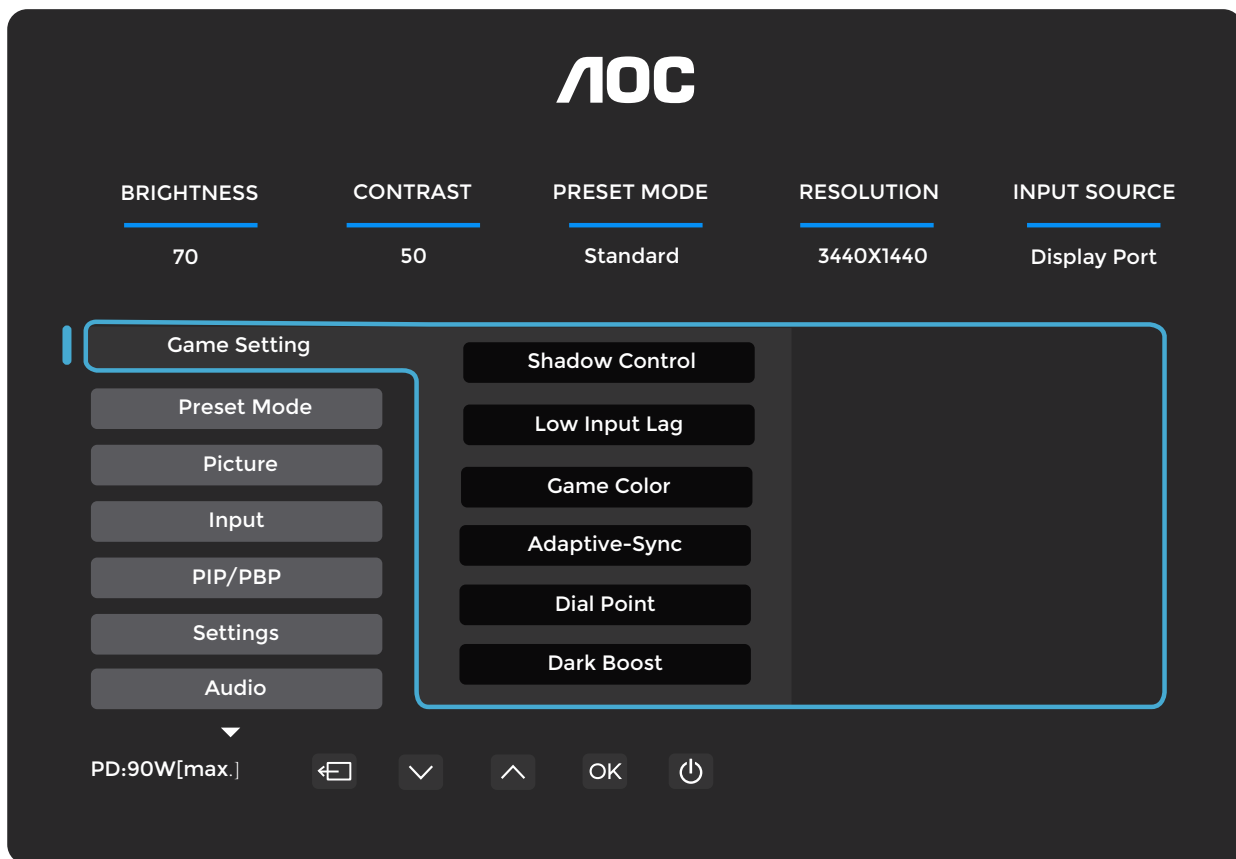 AOC
BRIGHTNESS CONTRAST PRESET MODE RESOLUTION INPUT SOURCE
70 50 Standard 3440X1440 Display Port
Game Setting
Preset Mode
Picture
Input
PIP/PBP
Settings
Audio
Shadow Control
Low Input Lag
Game Color
Adaptive-Sync
Dial Point
Dark Boost
PD:90W[max.]
OK